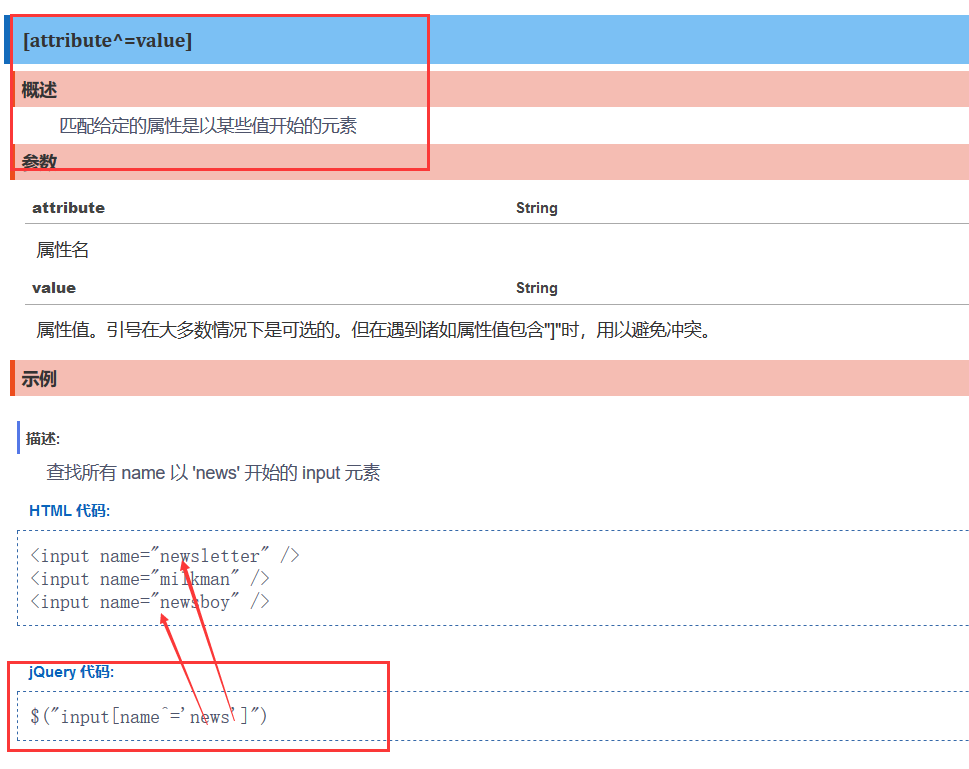 [attribute^=value]
概述
匹配给定的属性是以某些值开始的元素
参数
attribute String
属性名
value String
属性值。引号在大多数情况下是可选的。但在遇到诸如属性值包含"]"时，用以避免冲突。
示例
描述:
查找所有 name 以 'news' 开始的 input 元素
HTML 代码:
<input name="newsletter" />
<input name="milkman" />
<input name="newsboy" />
jQuery 代码:
$("input[name^='news']")